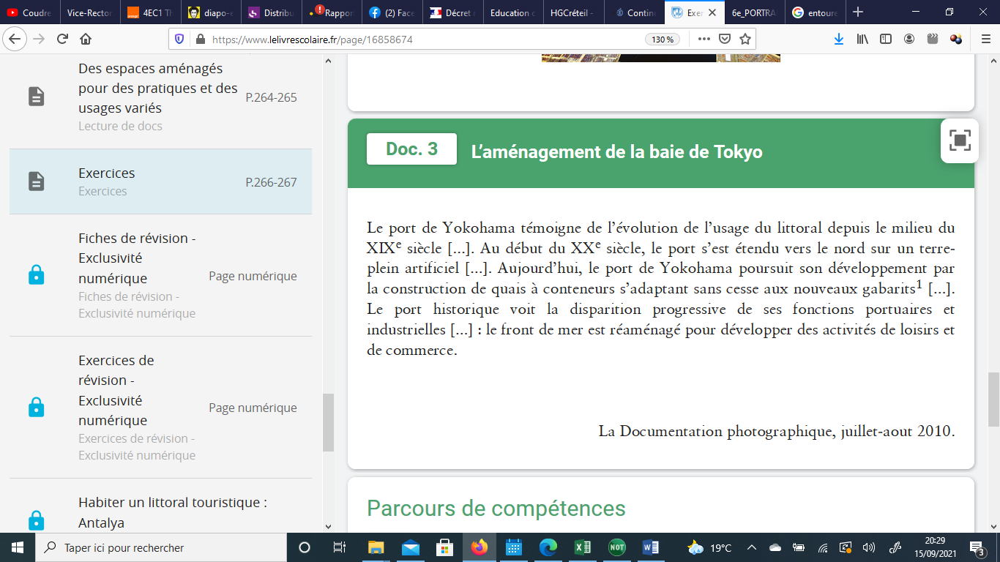 Coudre
Vice-Rector
4EC1 Th
diapo-e
Distribu
Rapport
(2) Face
Décret n
Education c
HGCréteil -
Contin
Exer
6e_PORTRA
entoure
https://www.lelivrescolaire.fr/page/16858674
130 %
Des espaces aménagés
pour des pratiques et des
usages variés
P.264-265
Lecture de docs
Exercices
P.266-267
Exercices
Fiches de révision -
Exclusivité
numérique
Page numérique
Fiches de révision -
Exclusivité numérique
Exercices de
révision -
Exclusivité
numérique
Page numérique
Exercices de révision -
Exclusivité numérique
Habiter un littoral touristique :
Antalya
Doc. 3
L’aménagement de la baie de Tokyo
Le port de Yokohama témoigne de l’évolution de l’usage du littoral depuis le milieu du
XIXe siècle [...]. Au début du XXe siècle, le port s’est étendu vers le nord sur un terre-
plein artificiel [...]. Aujourd’hui, le port de Yokohama poursuit son développement par
la construction de quais à conteneurs s’adaptant sans cesse aux nouveaux gabarits1 [...].
Le port historique voit la disparition progressive de ses fonctions portuaires et
industrielles [...] : le front de mer est réaménagé pour développer des activités de loisirs et
de commerce.
La Documentation photographique, juillet-aout 2010.
Parcours de compétences
Taper ici pour rechercher
NOT
19°C
20:29
15/09/2021
3